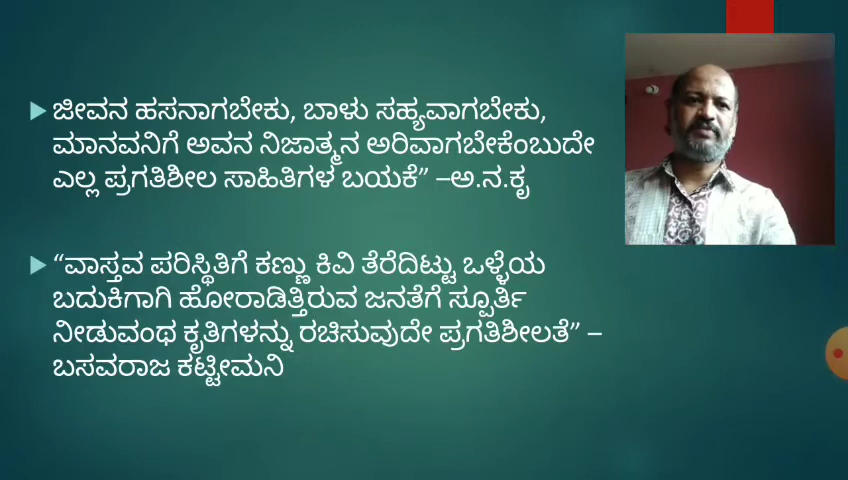 ಜೀವನ ಹಸನಾಗಬೇಕು, ಬಾಳು ಸಹ್ಯವಾಗಬೇಕು,
ಮಾನವನಿಗೆ ಅವನ ನಿಜಾತ್ಮನ ಅರಿವಾಗಬೇಕೆಂಬುದೇ
ಎಲ್ಲ ಪ್ರಗತಿಶೀಲ ಸಾಹಿತಿಗಳ ಬಯಕೆ” –ಅ.ನ.ಕೃ
“ವಾಸ್ತವ ಪರಿಸ್ಥಿತಿಗೆ ಕಣ್ಣು ಕಿವಿ ತೆರೆದಿಟ್ಟು ಒಳ್ಳೆಯ
ಬದುಕಿಗಾಗಿ ಹೋರಾಡಿತ್ತಿರುವ ಜನತೆಗೆ ಸ್ಪೂರ್ತಿ
ನೀಡುವಂಥ ಕೃತಿಗಳನ್ನು ರಚಿಸುವುದೇ ಪ್ರಗತಿಶೀಲತೆ” –
ಬಸವರಾಜ ಕಟ್ಟೀಮನಿ